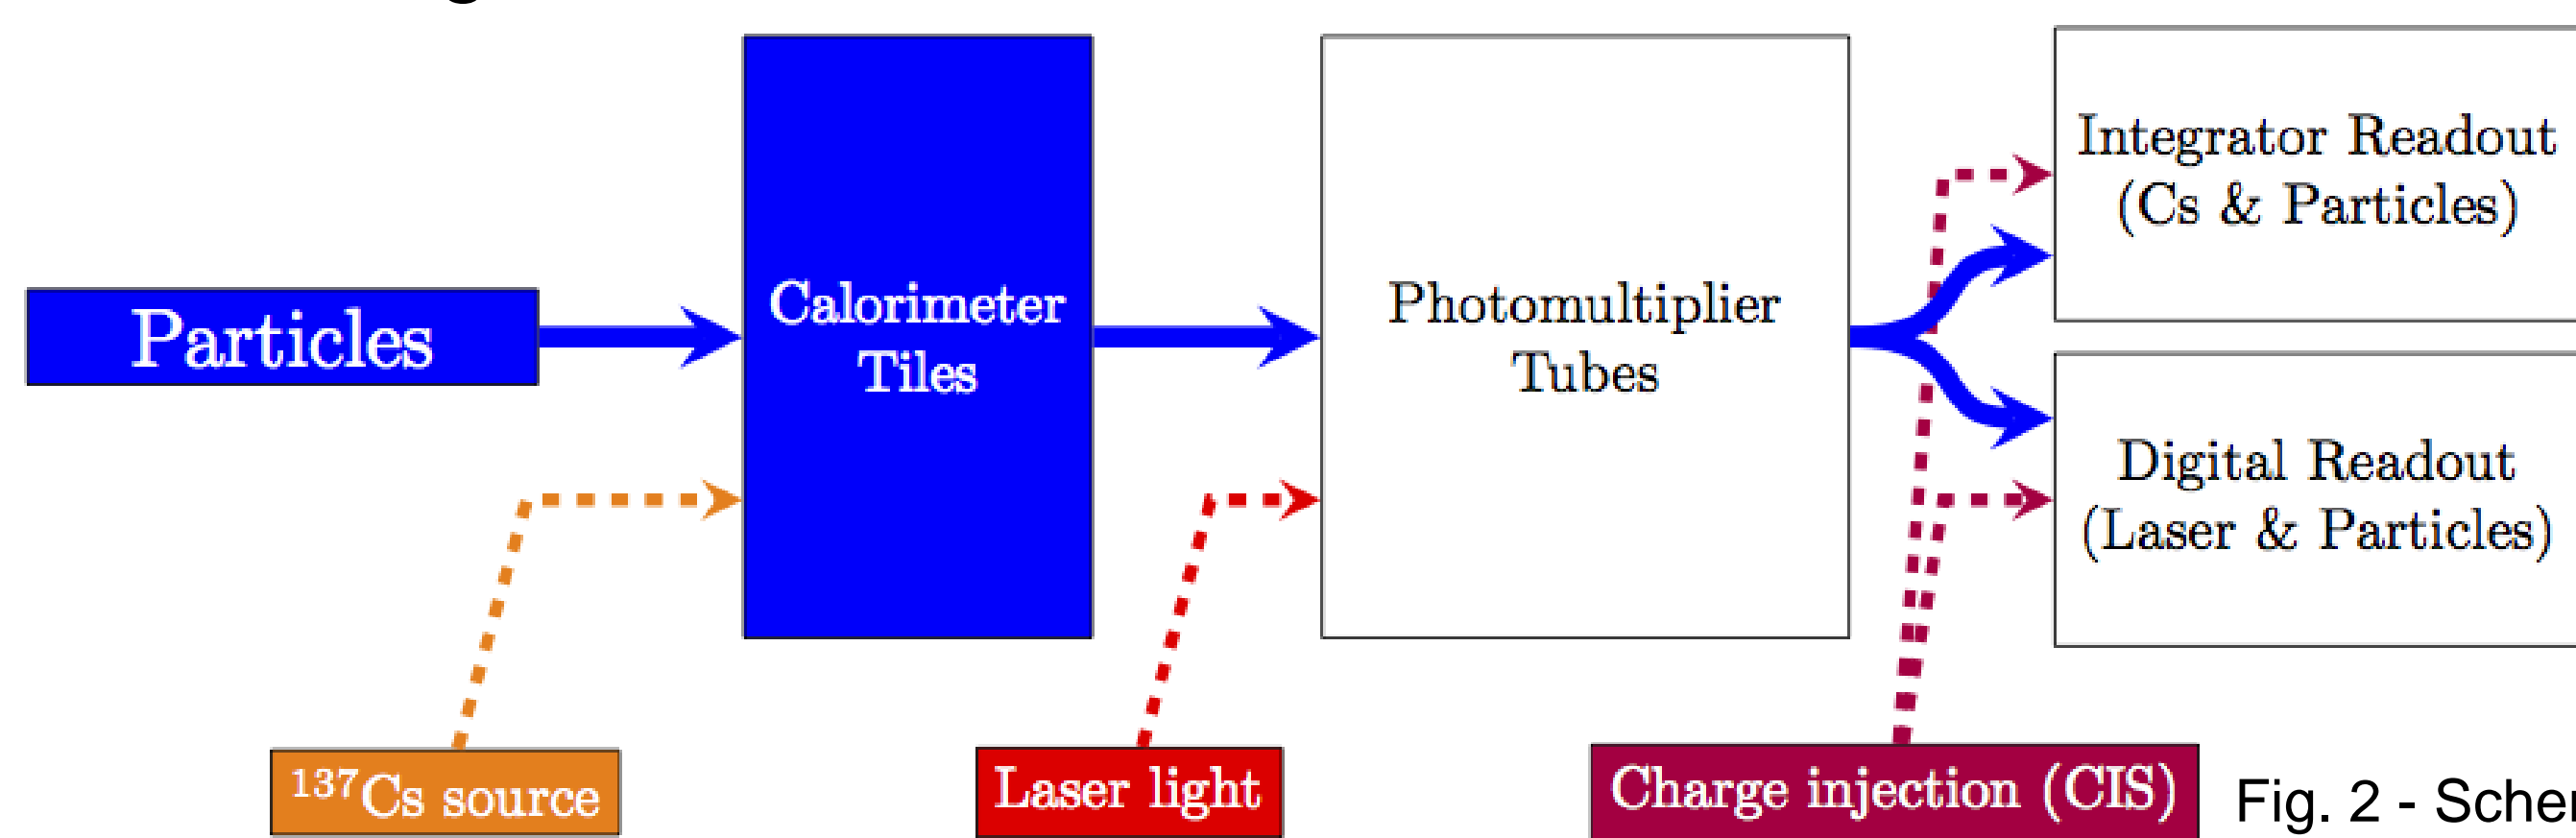 Particles
Calorimeter
Tiles
Photomultiplier
Tubes
Integrator Readout
(Cs & Particles)
Digital Readout
(Laser & Particles)
¹³⁷Cs source
Laser light
Charge injection (CIS)
Fig. 2 -